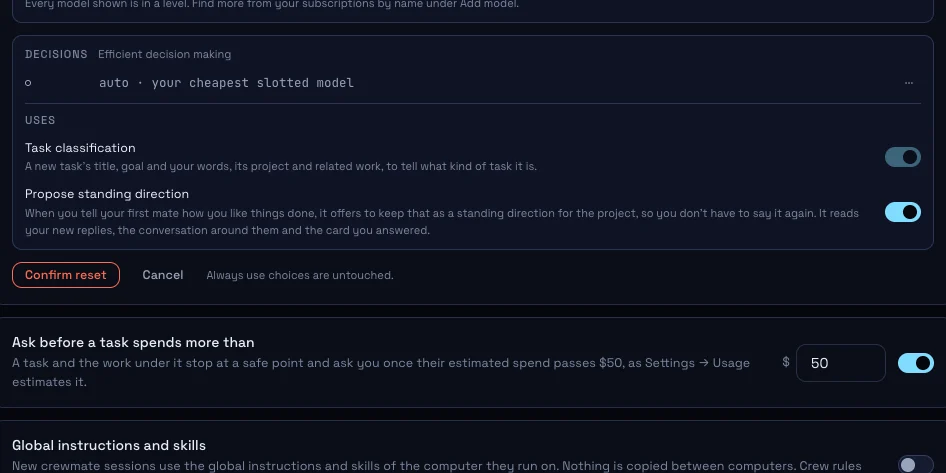 Every model shown is in a level. Find more from your subscriptions by name under Add model.
DECISIONS Efficient decision making
auto · your cheapest slotted model ...
USES
Task classification
A new task's title, goal and your words, its project and related work, to tell what kind of task it is.
Propose standing direction
When you tell your first mate how you like things done, it offers to keep that as a standing direction for the project, so you don't have to say it again. It reads
your new replies, the conversation around them and the card you answered.
Confirm reset Cancel Always use choices are untouched.
Ask before a task spends more than
A task and the work under it stop at a safe point and ask you once their estimated spend passes $50, as Settings → Usage
estimates it.
$ 50
Global instructions and skills
New crewmate sessions use the global instructions and skills of the computer they run on. Nothing is copied between computers. Crew rules